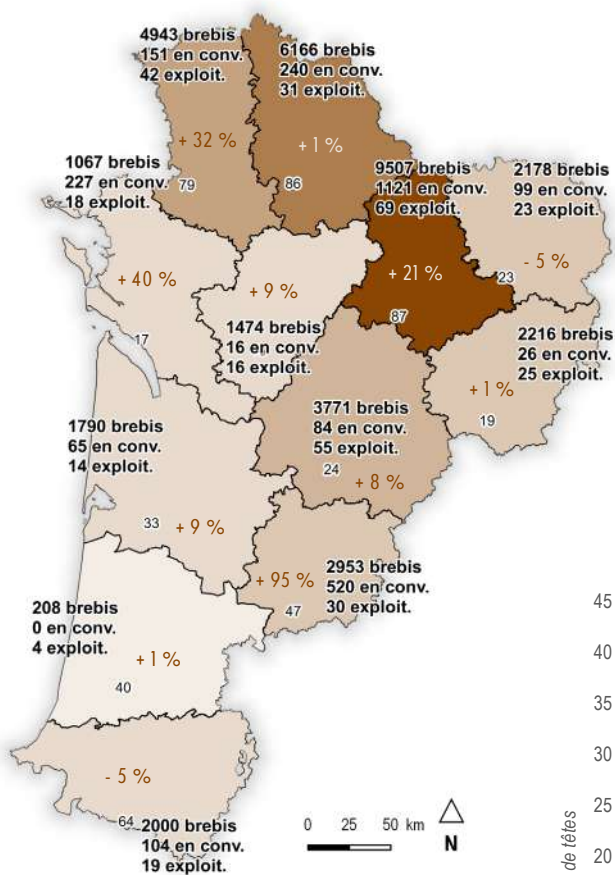 4943 brebis
151 en conv.
42 exploit.
+ 32 %
79
6166 brebis
240 en conv.
31 exploit.
+ 1 %
86
1067 brebis
227 en conv.
18 exploit.
+ 40 %
17
9507 brebis
1121 en conv.
69 exploit.
+ 21 %
87
2178 brebis
99 en conv.
23 exploit.
- 5 %
23
+ 9 %
1474 brebis
16 en conv.
16 exploit.
2216 brebis
26 en conv.
25 exploit.
+ 1 %
19
3771 brebis
84 en conv.
55 exploit.
24
+ 8 %
1790 brebis
65 en conv.
14 exploit.
33
+ 9 %
2953 brebis
520 en conv.
30 exploit.
+ 95 %
47
208 brebis
0 en conv.
4 exploit.
+ 1 %
40
- 5 %
64
2000 brebis
104 en conv.
19 exploit.
0 25 50 km
N
45
40
35
30
25
20
de têtes